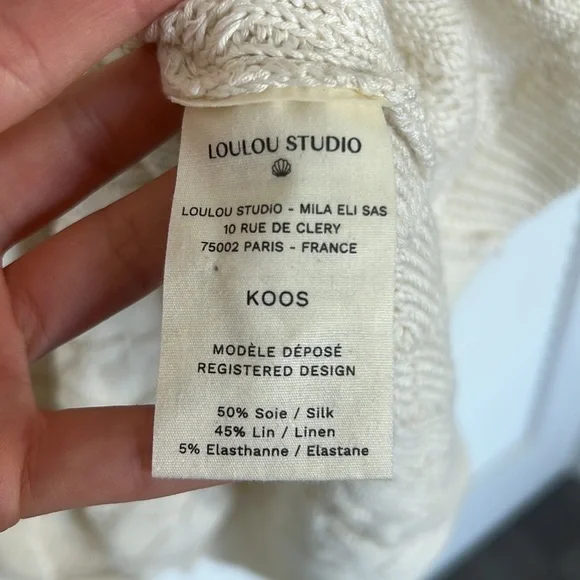 LOULOU STUDIO
LOULOU STUDIO - MILA ELI SAS
10 RUE DE CLERY
75002 PARIS - FRANCE
KOOS
MODÈLE DÉPOSÉ
REGISTERED DESIGN
50% Soie / Silk
45% Lin / Linen
5% Elasthanne / Elastane